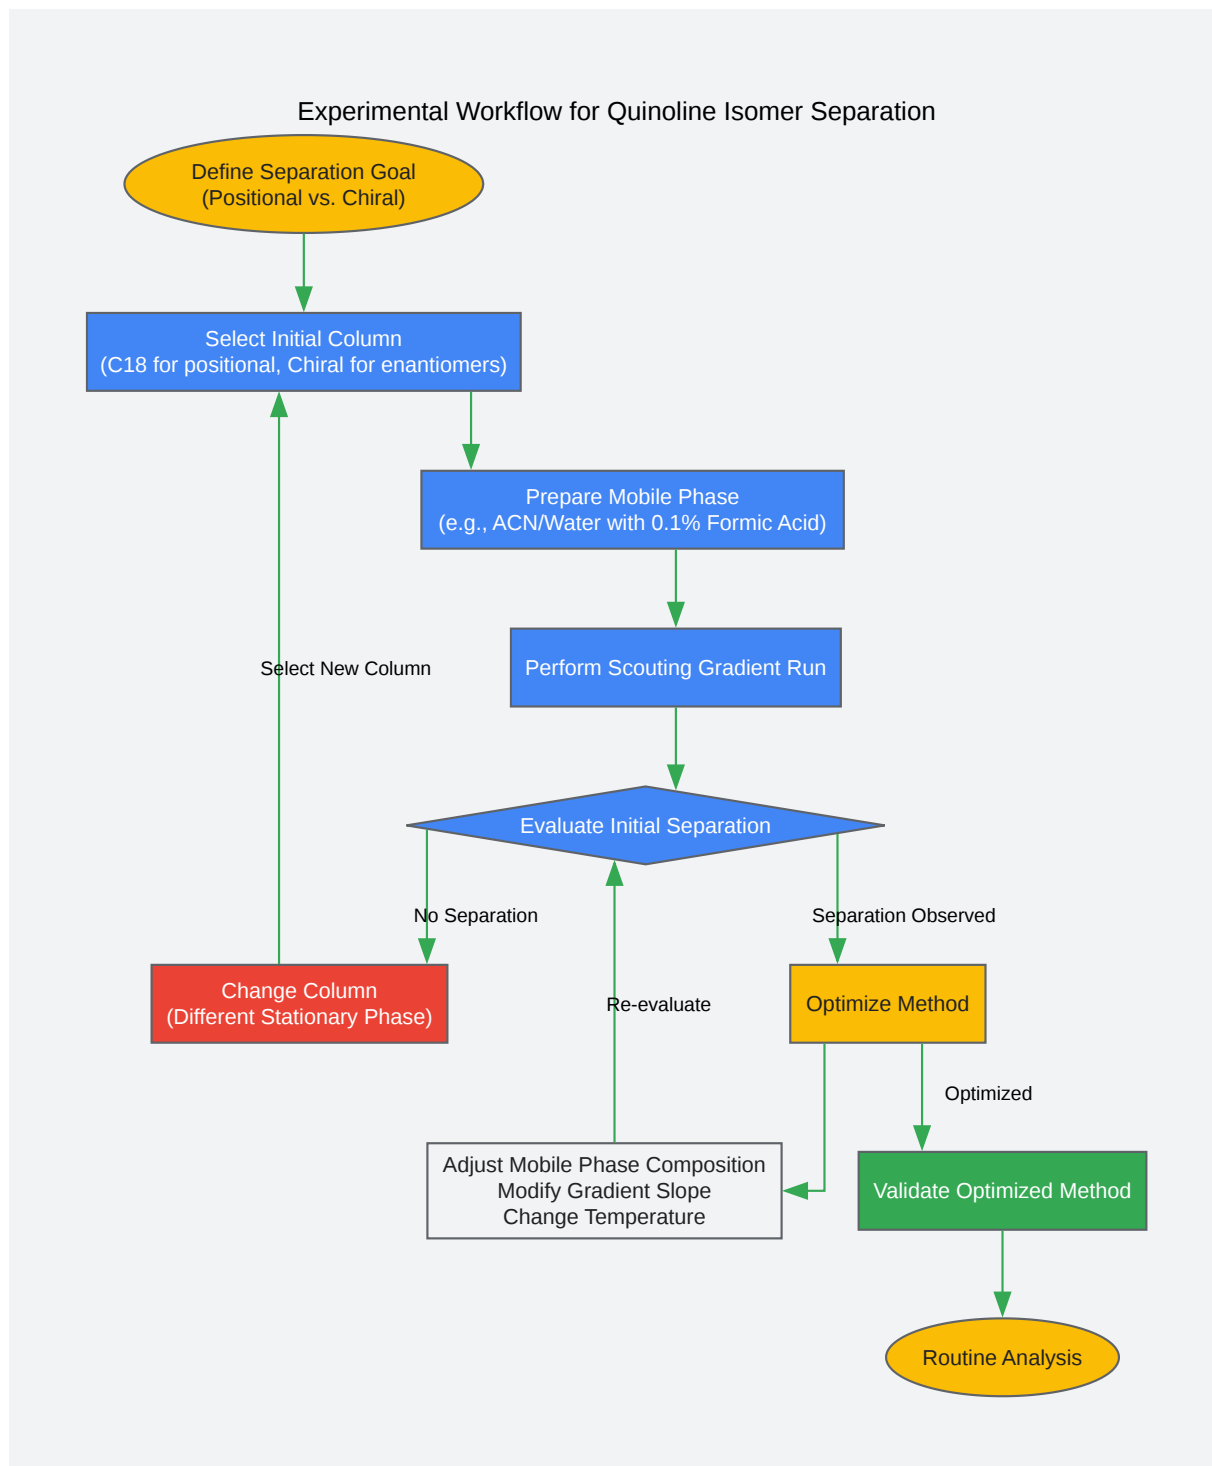 Experimental Workflow for Quinoline Isomer Separation
Define Separation Goal
(Positional vs. Chiral)
Select Initial Column
(C18 for positional, Chiral for enantiomers)
Prepare Mobile Phase
(e.g., ACN/Water with 0.1% Formic Acid)
Select New Column
Perform Scouting Gradient Run
Evaluate Initial Separation
No Separation
Separation Observed
Change Column
(Different Stationary Phase)
Re-evaluate
Optimize Method
Optimized
Adjust Mobile Phase Composition
Modify Gradient Slope
Change Temperature
Validate Optimized Method
Routine Analysis